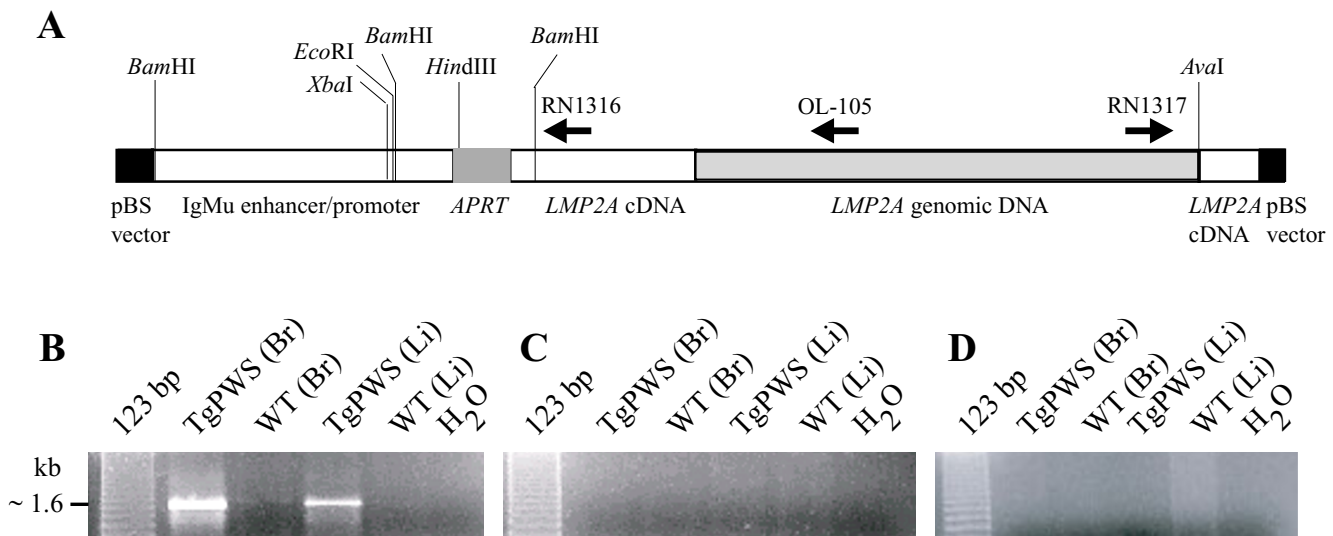 A
BamHI
XbaI
EcoRI
BamHI
HindIII
BamHI
AvaI
RN1316
OL-105
RN1317
pBS vector
IgMu enhancer/promoter
APRT
LMP2A cDNA
LMP2A genomic DNA
LMP2A cDNA
pBS vector
B
123 bp
TgPWS (Br)
WT (Br)
TgPWS (Li)
WT (Li)
H2O
kb
~ 1.6
C
123 bp
TgPWS (Br)
WT (Br)
TgPWS (Li)
WT (Li)
H2O
D
123 bp
TgPWS (Br)
WT (Br)
TgPWS (Li)
WT (Li)
H2O